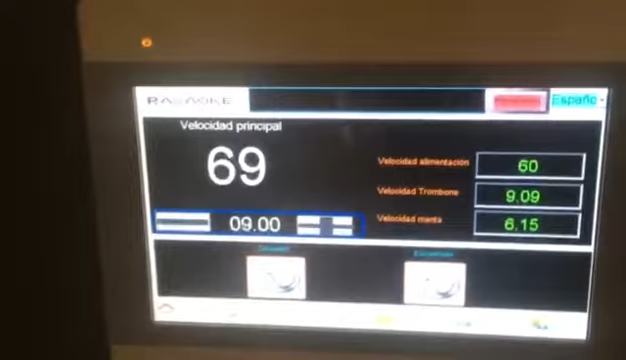 Español
Velocidad principal
69
Velocidad alimentación
60
Velocidad Trombone
9.09
09.00
Velocidad manta
6.15